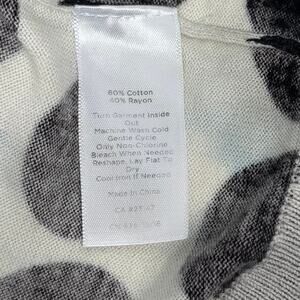 60% Cotton
40% Rayon
Turn Garment Inside
Out
Machine Wash Cold
Gentle Cycle
Only Non-Chlorine
Bleach When Needed
Reshape, Lay Flat To
Dry
Cool Iron If Needed
Made In China
CA